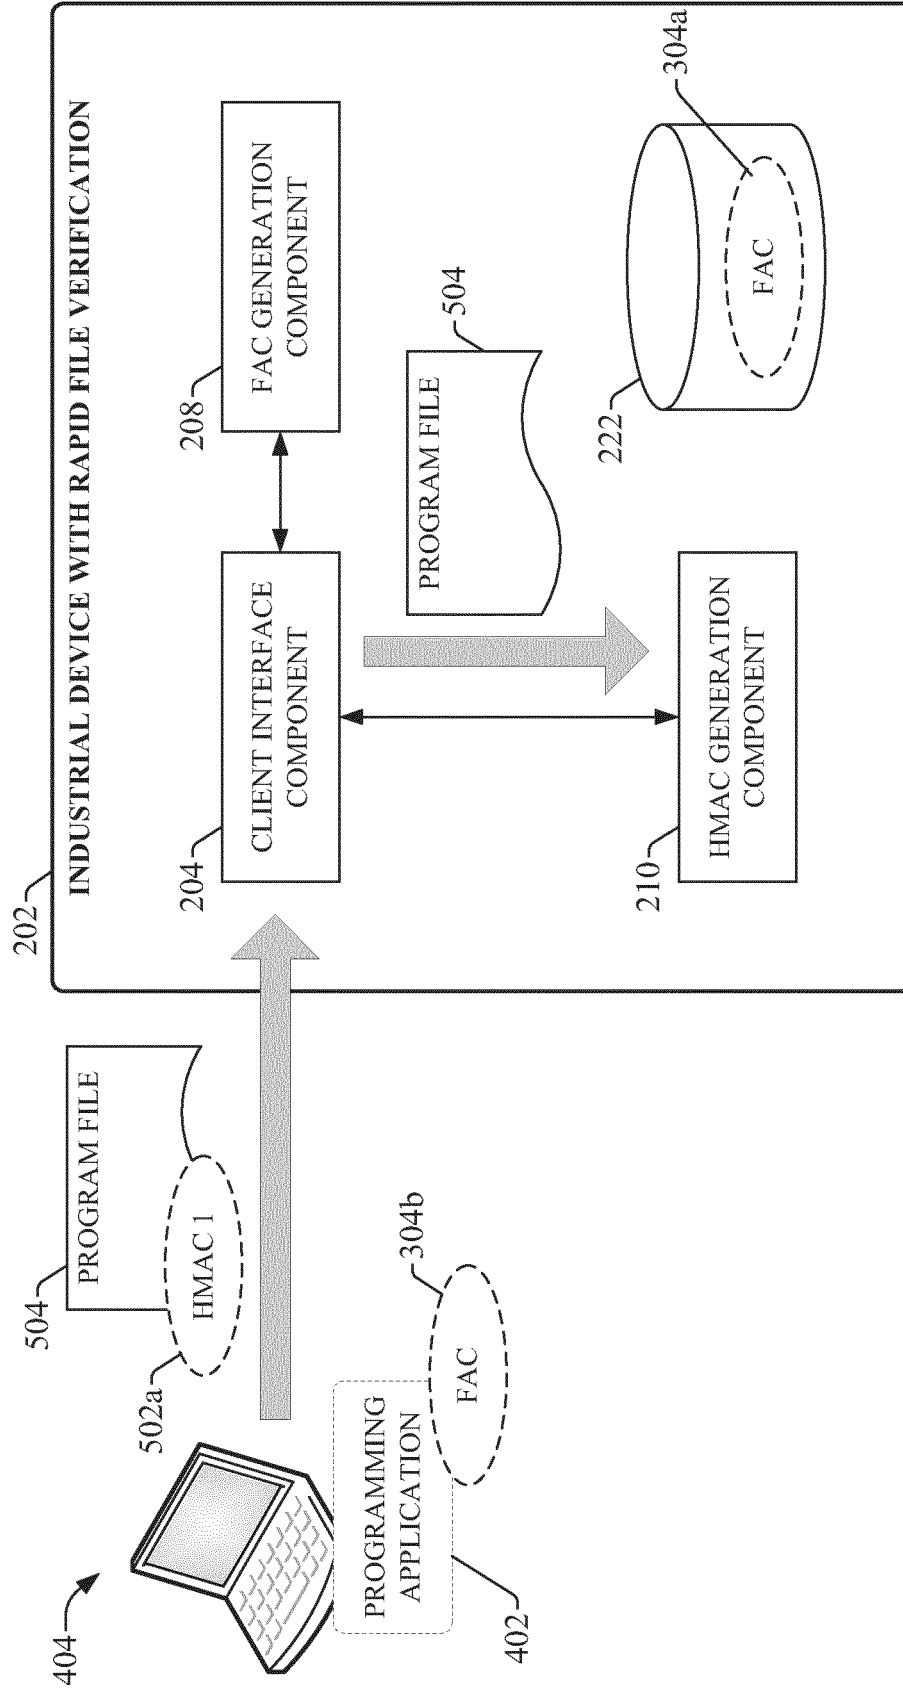 404
504
PROGRAM FILE
502a
HMAC 1
PROGRAMMING
APPLICATION
402
FAC
304b
202
INDUSTRIAL DEVICE WITH RAPID FILE VERIFICATION
204
CLIENT INTERFACE
COMPONENT
208
FAC GENERATION
COMPONENT
PROGRAM FILE
504
210
HMAC GENERATION
COMPONENT
222
FAC
304a